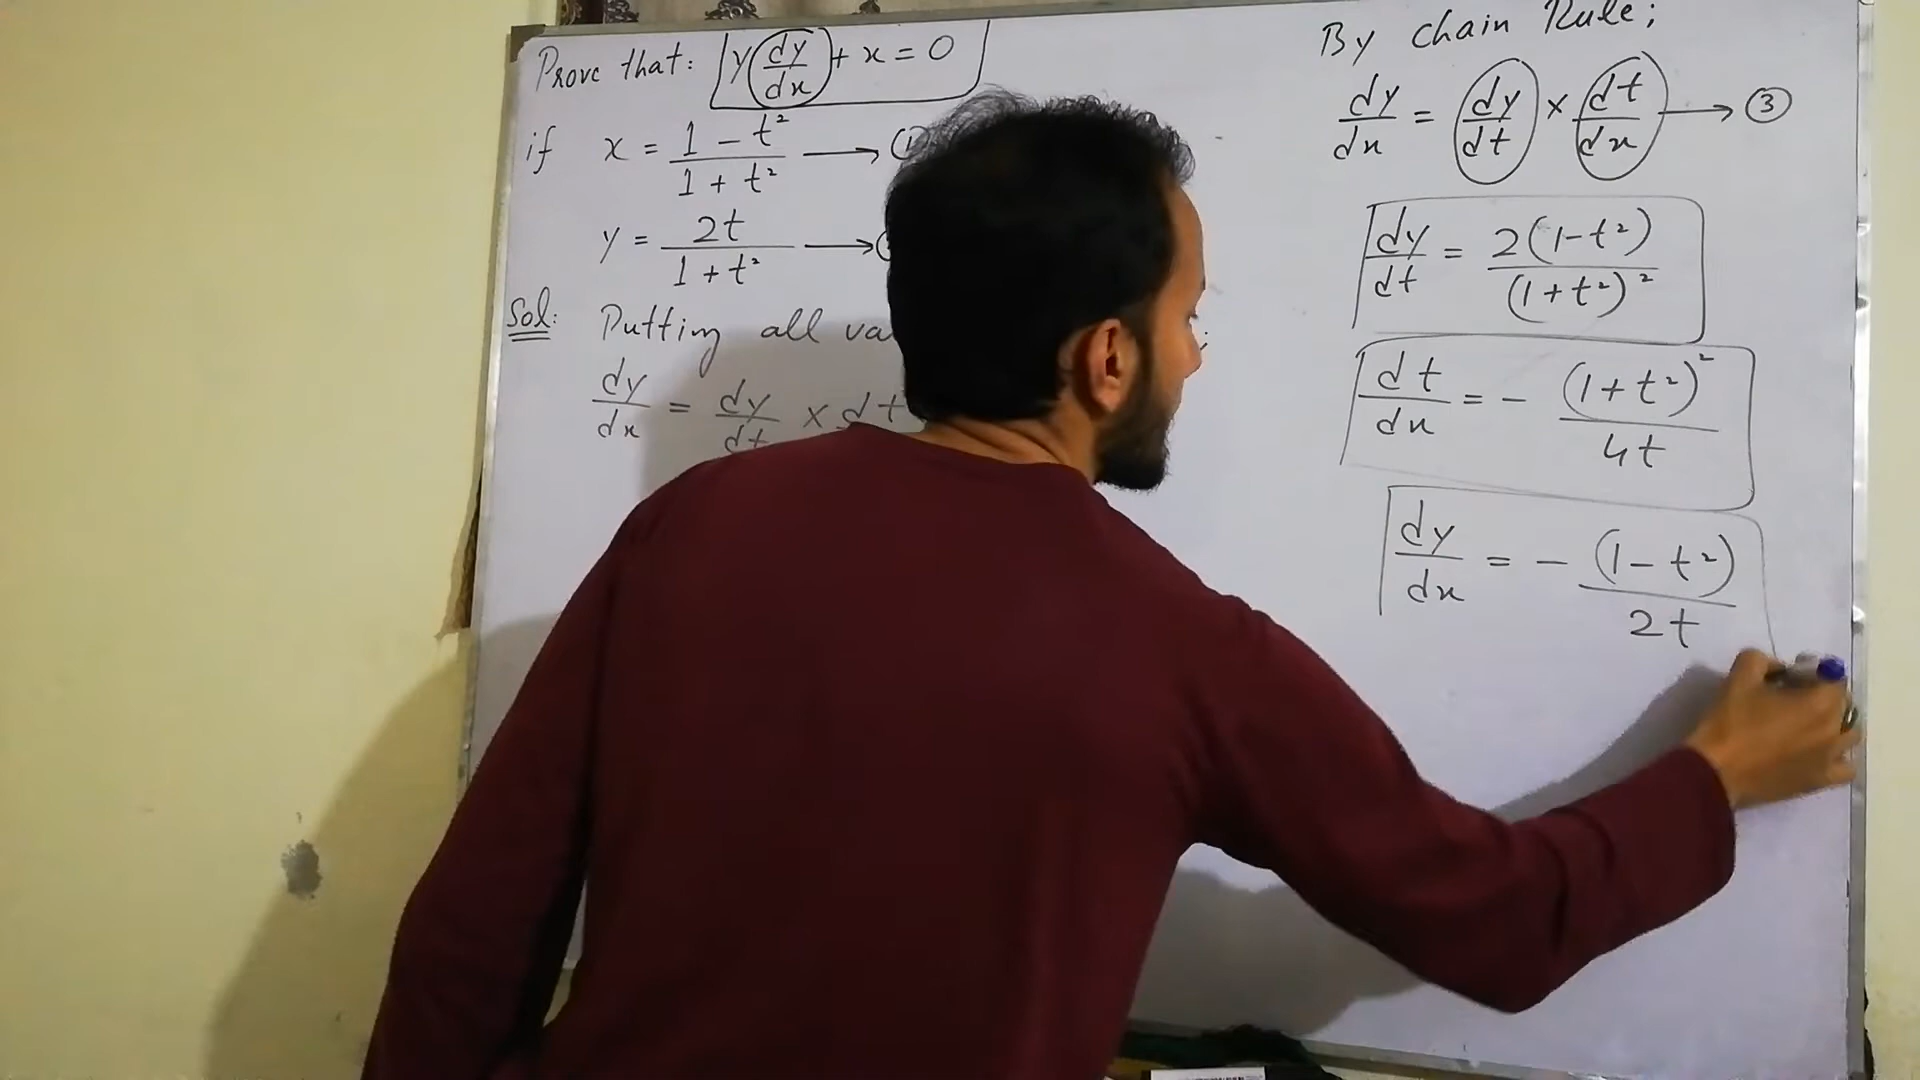 Prove that: y dy/dx + x = 0
if x = (1 - t²)/(1 + t²) → ①
y = 2t/(1 + t²) →
Sol: Putting all
dy/dx = dy/dt × dt
By chain Rule;
dy/dx = dy/dt × dt/dx → ③
dy/dt = 2(1-t²)/(1+t²)²
dt/dx = - (1+t²)²/4t
dy/dx = - (1-t²)/2t